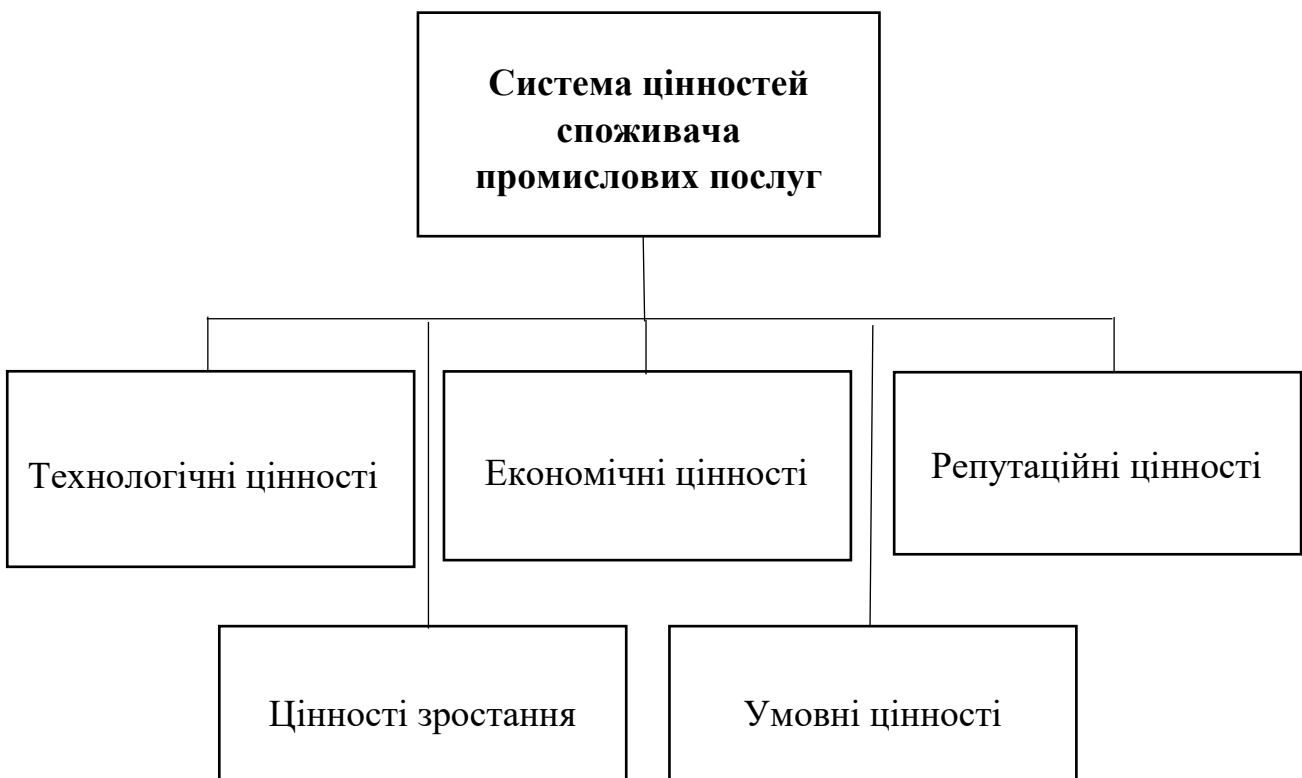 Система цінностей
споживача
промислових послуг
Технологічні цінності
Економічні цінності
Репутаційні цінності
Цінності зростання
Умовні цінності